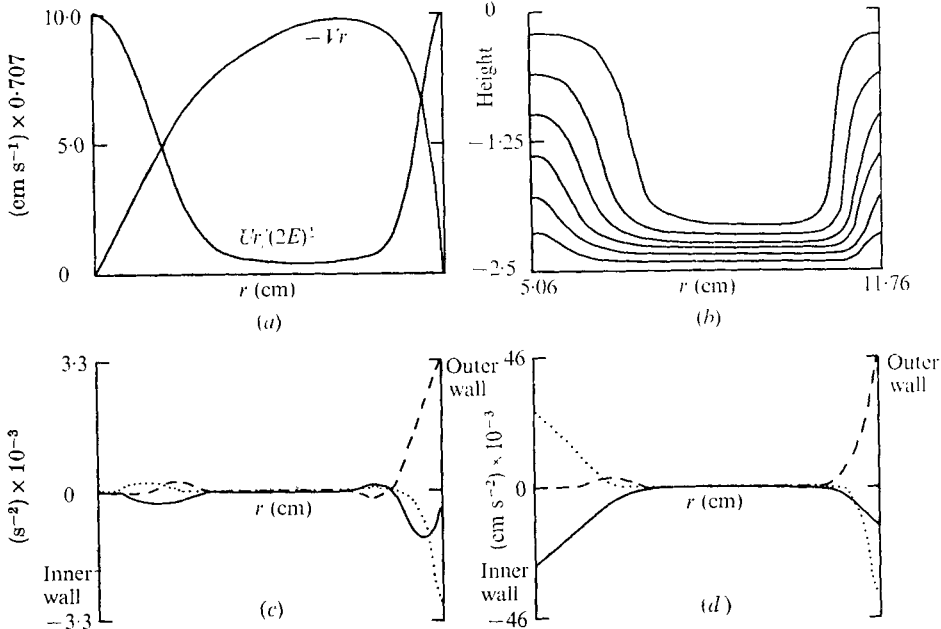 (cm s⁻¹) × 0·707
10·0
5·0
0
−Vr
Ur/(2E)^½
r (cm)
(a)
Height
0
−1·25
−2·5
5·06
r (cm)
11·76
(b)
(s⁻²) × 10⁻³
3·3
0
−3·3
Inner
wall
Outer
wall
r (cm)
(c)
(cm s⁻²) × 10⁻³
46
0
−46
Inner
wall
Outer
wall
r (cm)
(d)